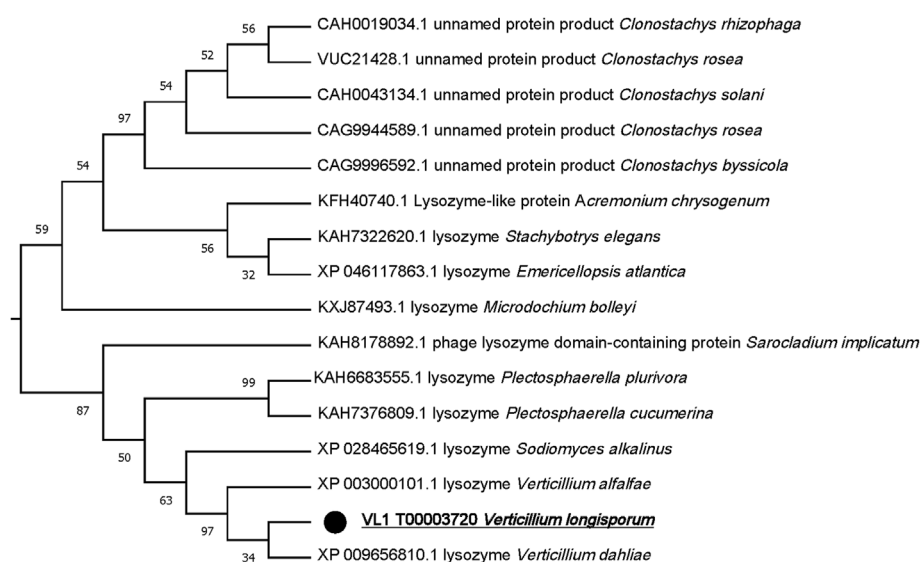 56
CAH0019034.1 unnamed protein product Clonostachys rhizophaga
52
VUC21428.1 unnamed protein product Clonostachys rosea
54
CAH0043134.1 unnamed protein product Clonostachys solani
97
CAG9944589.1 unnamed protein product Clonostachys rosea
54
CAG9996592.1 unnamed protein product Clonostachys byssicola
KFH40740.1 Lysozyme-like protein Acremonium chrysogenum
59
KAH7322620.1 lysozyme Stachybotrys elegans
56
32
XP 046117863.1 lysozyme Emericellopsis atlantica
KXJ87493.1 lysozyme Microdochium bolleyi
KAH8178892.1 phage lysozyme domain-containing protein Sarocladium implicatum
99
KAH6683555.1 lysozyme Plectosphaerella plurivora
87
KAH7376809.1 lysozyme Plectosphaerella cucumerina
50
XP 028465619.1 lysozyme Sodiomyces alkalinus
63
XP 003000101.1 lysozyme Verticillium alfalfae
97
VL1 T00003720 Verticillium longisporum
34
XP 009656810.1 lysozyme Verticillium dahliae